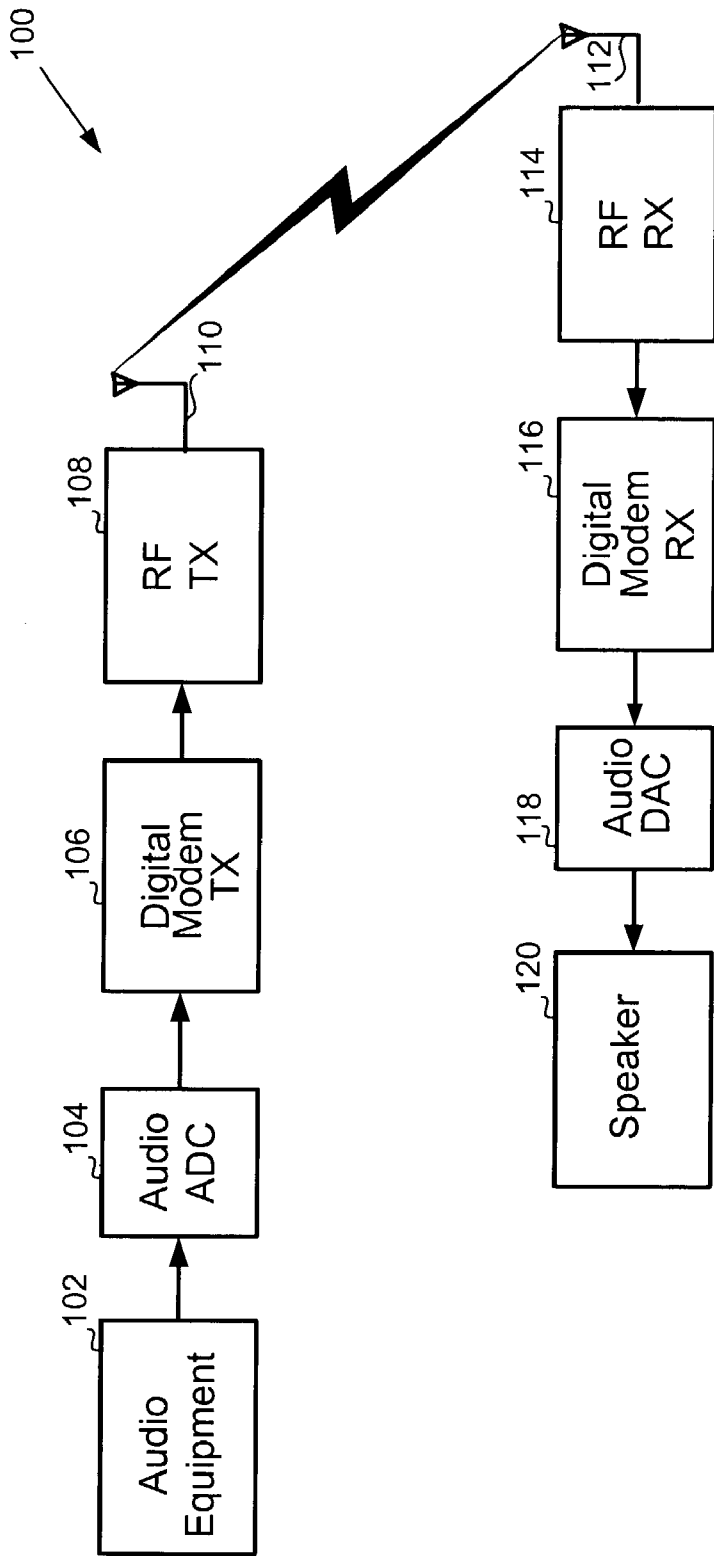 100
102
Audio
Equipment
104
Audio
ADC
106
Digital
Modem
TX
108
RF
TX
110
112
114
RF
RX
116
Digital
Modem
RX
118
Audio
DAC
120
Speaker